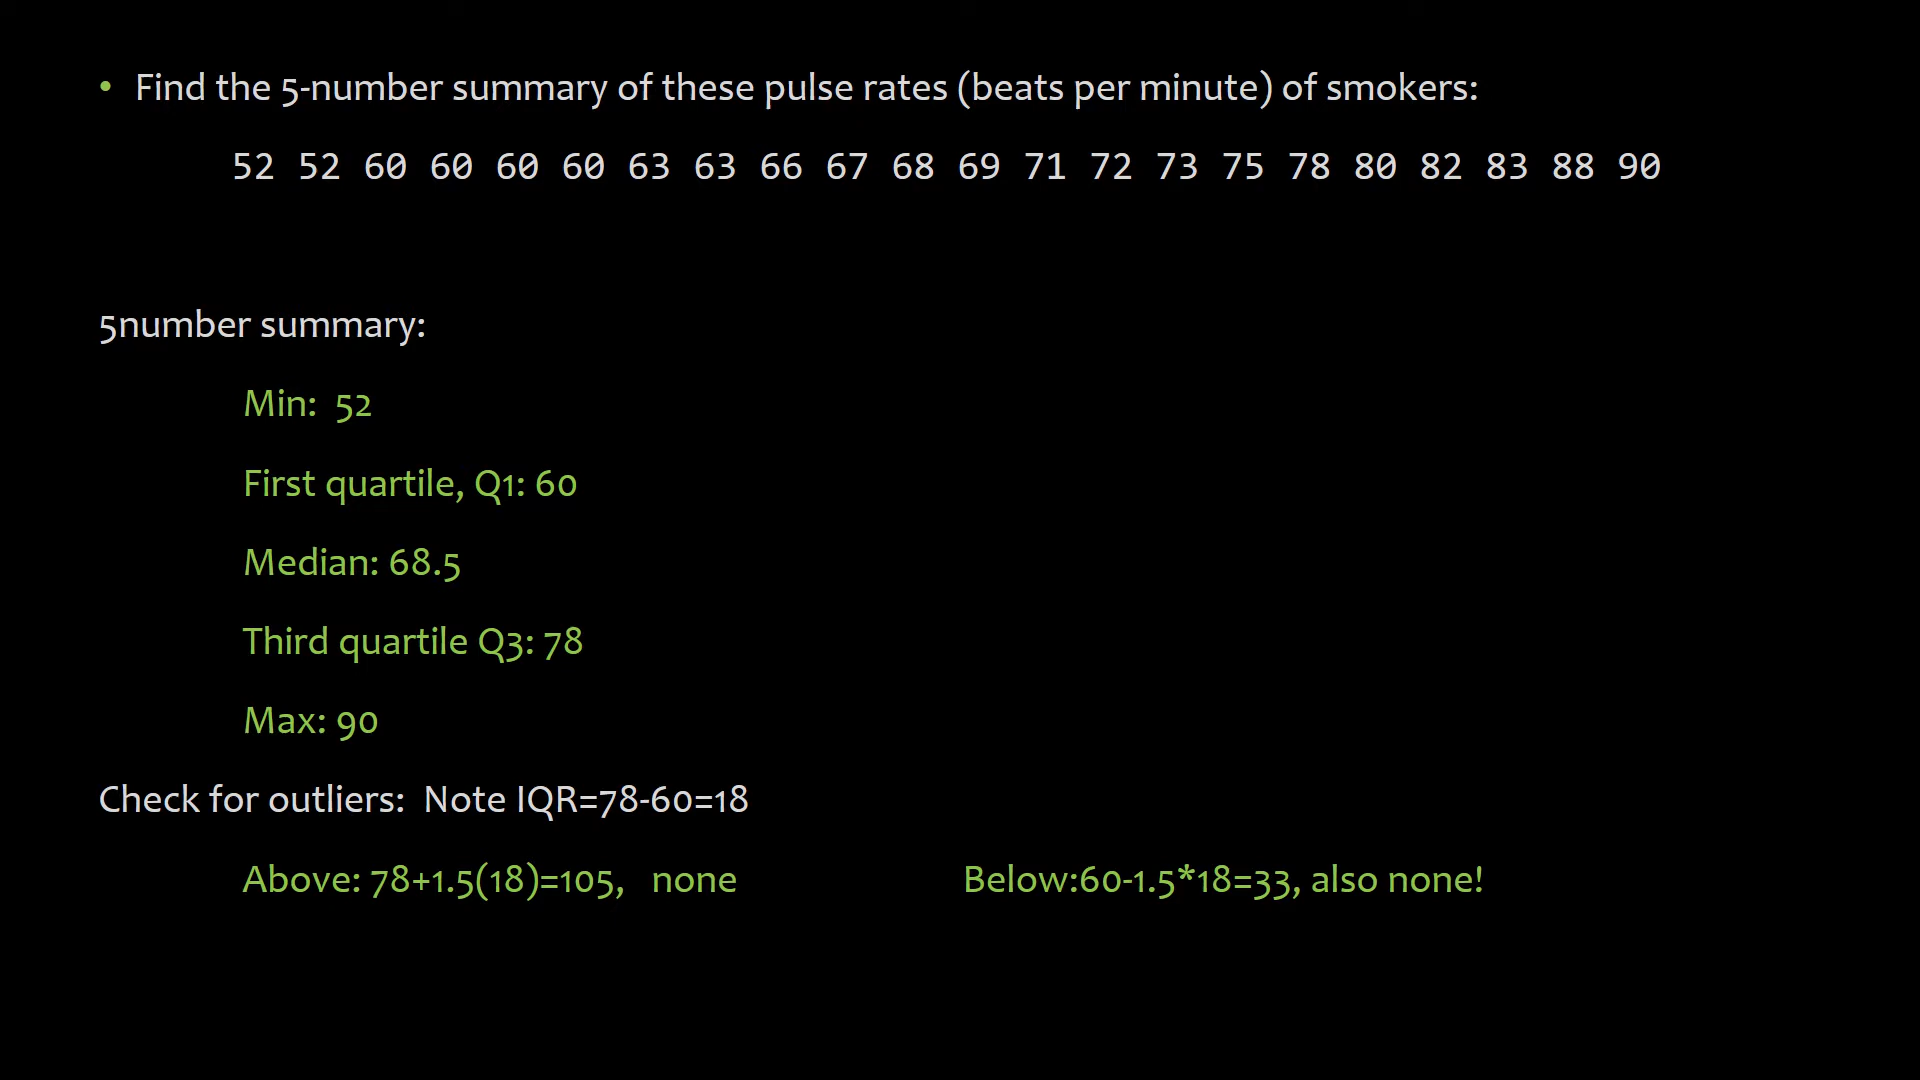 • Find the 5-number summary of these pulse rates (beats per minute) of smokers:
52 52 60 60 60 60 63 63 66 67 68 69 71 72 73 75 78 80 82 83 88 90
5number summary:
Min: 52
First quartile, Q1: 60
Median: 68.5
Third quartile Q3: 78
Max: 90
Check for outliers: Note IQR=78-60=18
Above: 78+1.5(18)=105, none Below:60-1.5*18=33, also none!